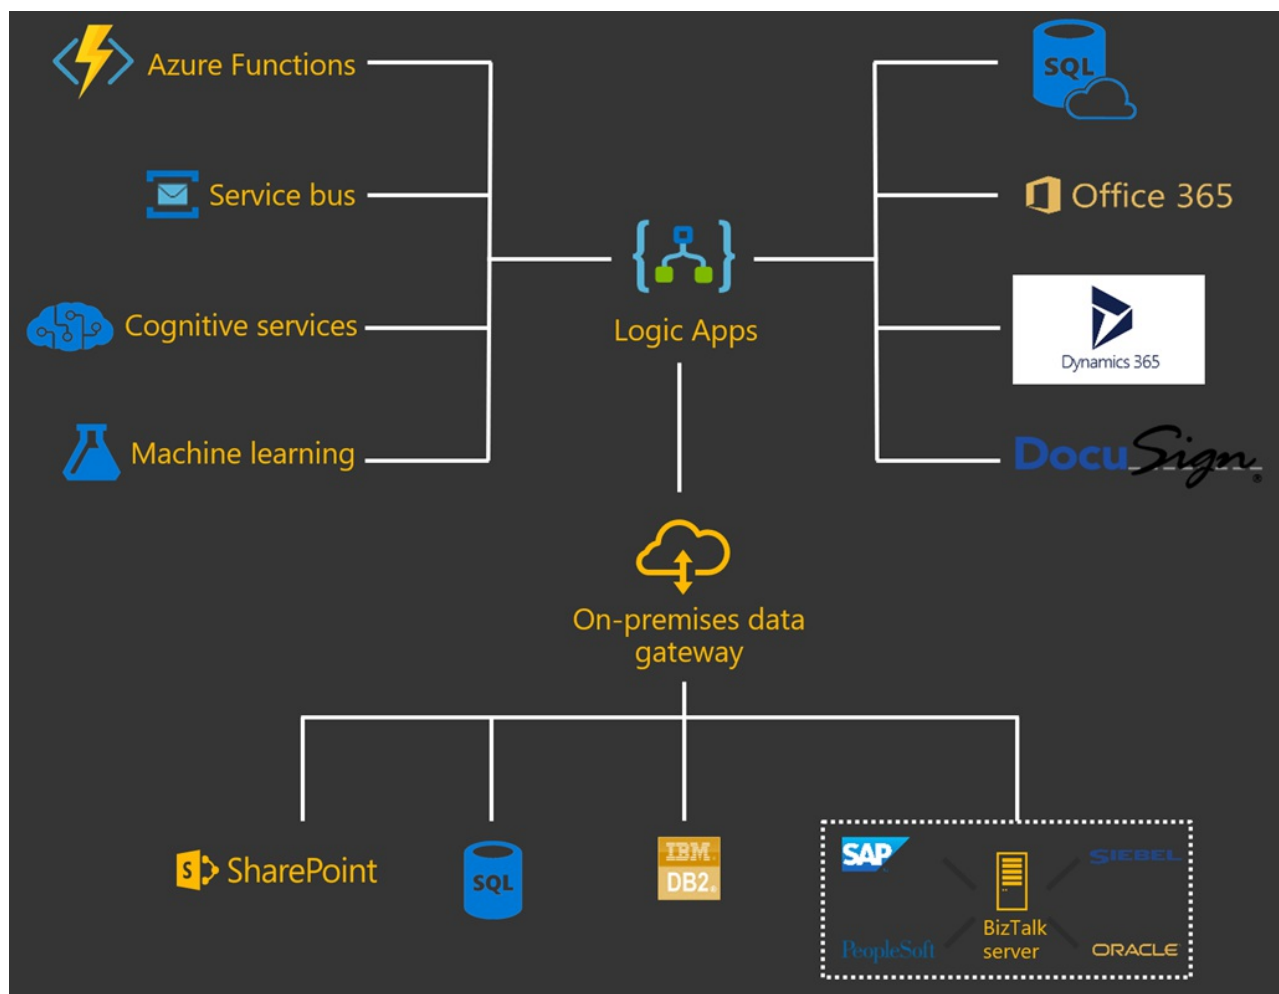 Azure Functions
SQL
Service bus
Office 365
Cognitive services
Logic Apps
Dynamics 365
Machine learning
DocuSign®
On-premises data
gateway
S
SharePoint
SQL
IBM.
DB2®
SAP
SIEBEL
BizTalk
server
PeopleSoft
ORACLE